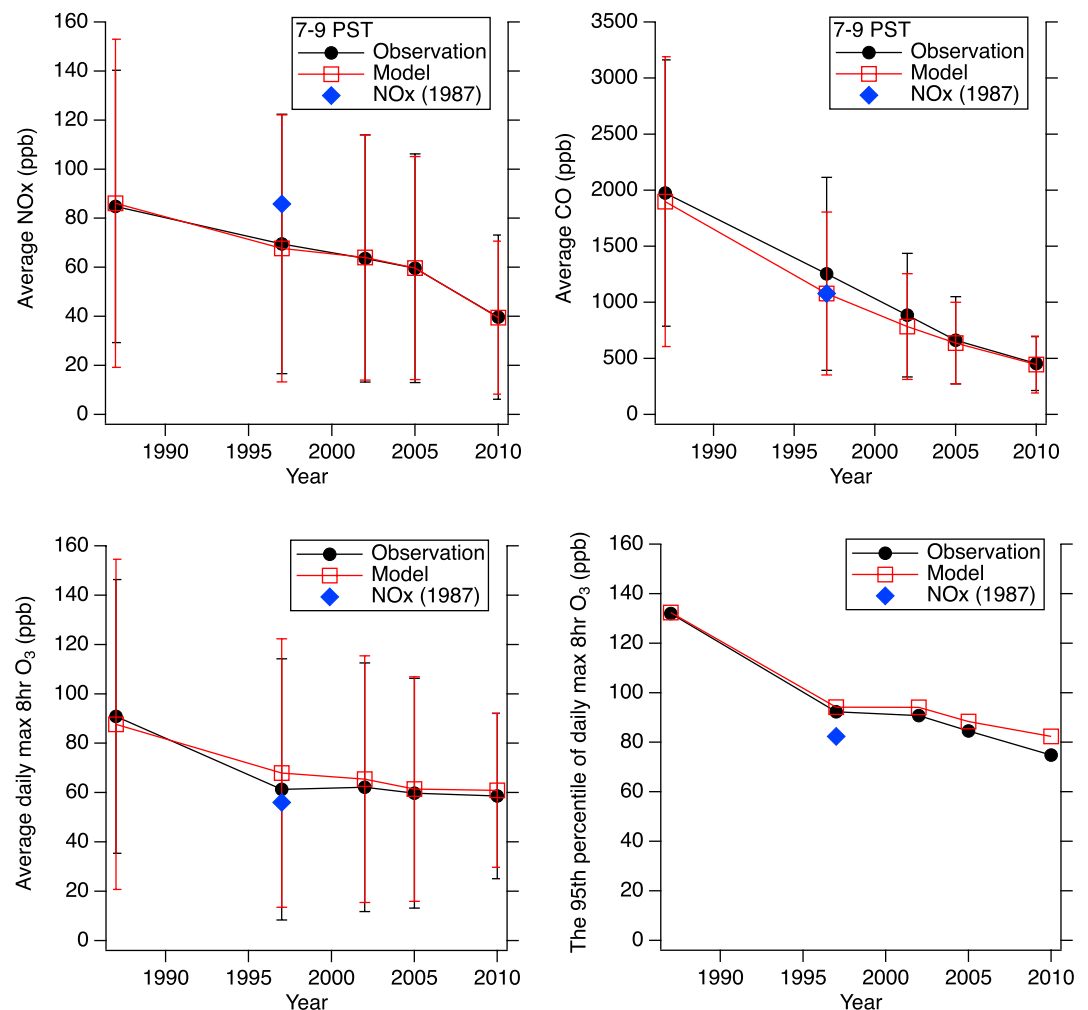 7-9 PST
Observation
Model
NOx (1987)
Average NOx (ppb)
160
140
120
100
80
60
40
20
0
1990 1995 2000 2005 2010
Year
7-9 PST
Observation
Model
NOx (1987)
Average CO (ppb)
3500
3000
2500
2000
1500
1000
500
0
1990 1995 2000 2005 2010
Year
Observation
Model
NOx (1987)
Average daily max 8hr O3 (ppb)
160
140
120
100
80
60
40
20
0
1990 1995 2000 2005 2010
Year
Observation
Model
NOx (1987)
The 95th percentile of daily max 8hr O3 (ppb)
160
140
120
100
80
60
40
20
0
1990 1995 2000 2005 2010
Year